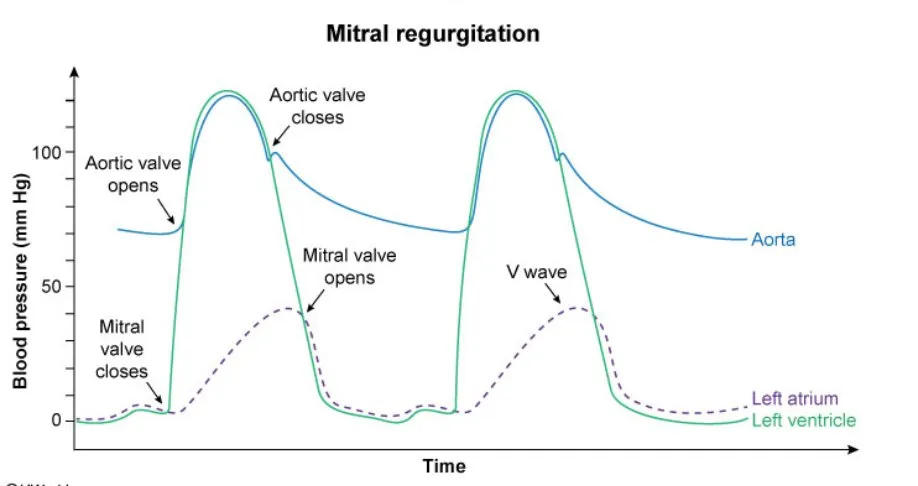 Mitral regurgitation
Blood pressure (mm Hg)
100
50
0
Aortic valve
opens
Aortic valve
closes
Mitral valve
opens
V wave
Mitral
valve
closes
Aorta
Left atrium
Left ventricle
Time